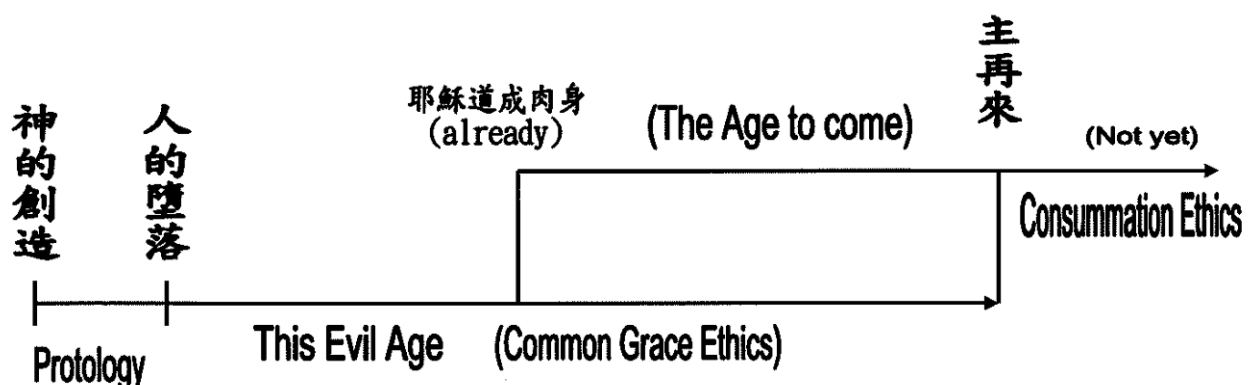 神的創造
人的墮落
耶穌道成肉身
(already)
(The Age to come)
主再來
(Not yet)
Consummation Ethics
This Evil Age (Common Grace Ethics)
Protology